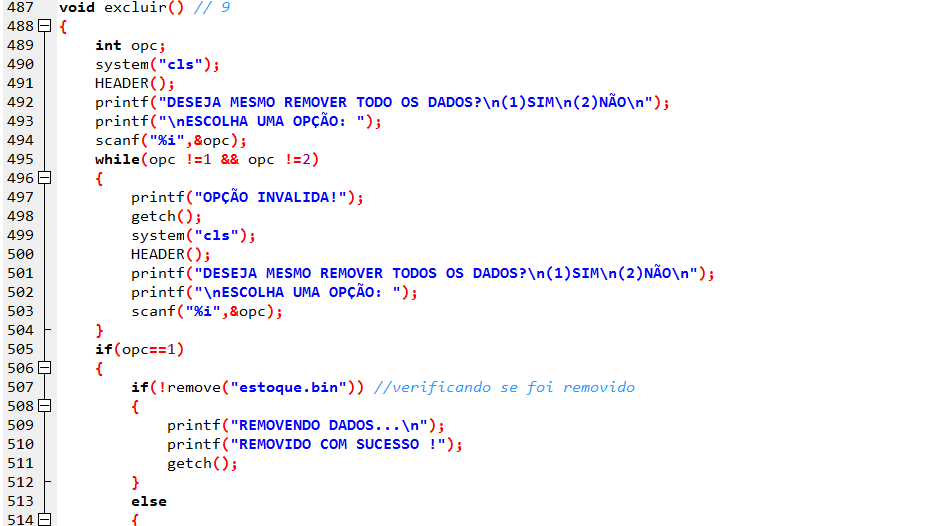 487 void excluir() // 9
488 {
489 int opc;
490 system("cls");
491 HEADER();
492 printf("DESEJA MESMO REMOVER TODO OS DADOS?\n(1)SIM\n(2)NÃO\n");
493 printf("\nESCOLHA UMA OPÇÃO: ");
494 scanf("%i",&opc);
495 while(opc !=1 && opc !=2)
496 {
497 printf("OPÇÃO INVALIDA!");
498 getch();
499 system("cls");
500 HEADER();
501 printf("DESEJA MESMO REMOVER TODOS OS DADOS?\n(1)SIM\n(2)NÃO\n");
502 printf("\nESCOLHA UMA OPÇÃO: ");
503 scanf("%i",&opc);
504 }
505 if(opc==1)
506 {
507 if(!remove("estoque.bin")) //verificando se foi removido
508 {
509 printf("REMOVENDO DADOS...\n");
510 printf("REMOVIDO COM SUCESSO !");
511 getch();
512 }
513 else
514 {